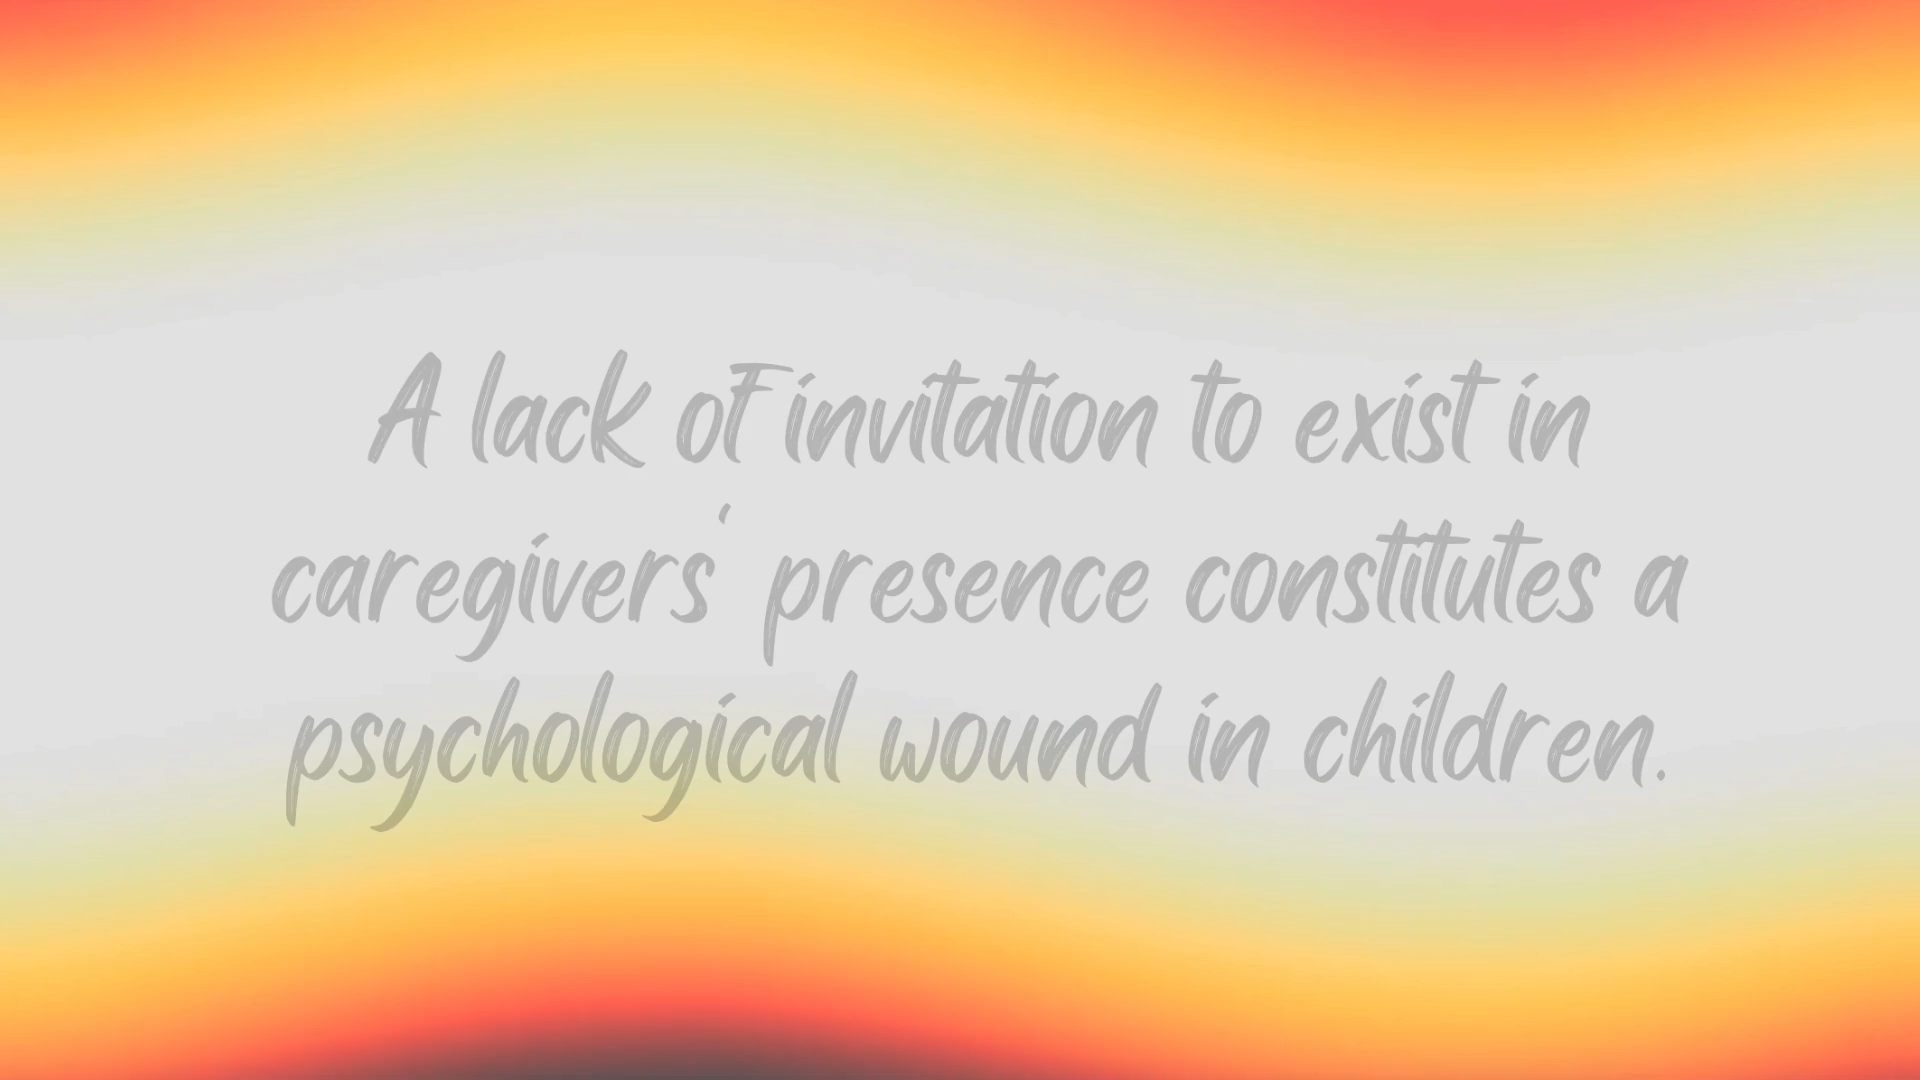 A lack of invitation to exist in
caregivers' presence constitutes a
psychological wound in children.